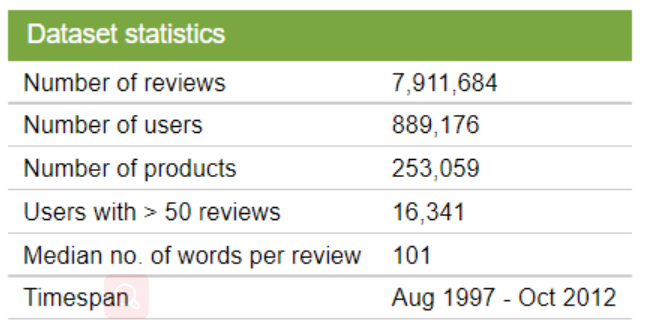 Dataset statistics
Number of reviews 7,911,684
Number of users 889,176
Number of products 253,059
Users with > 50 reviews 16,341
Median no. of words per review 101
Timespan Aug 1997 - Oct 2012